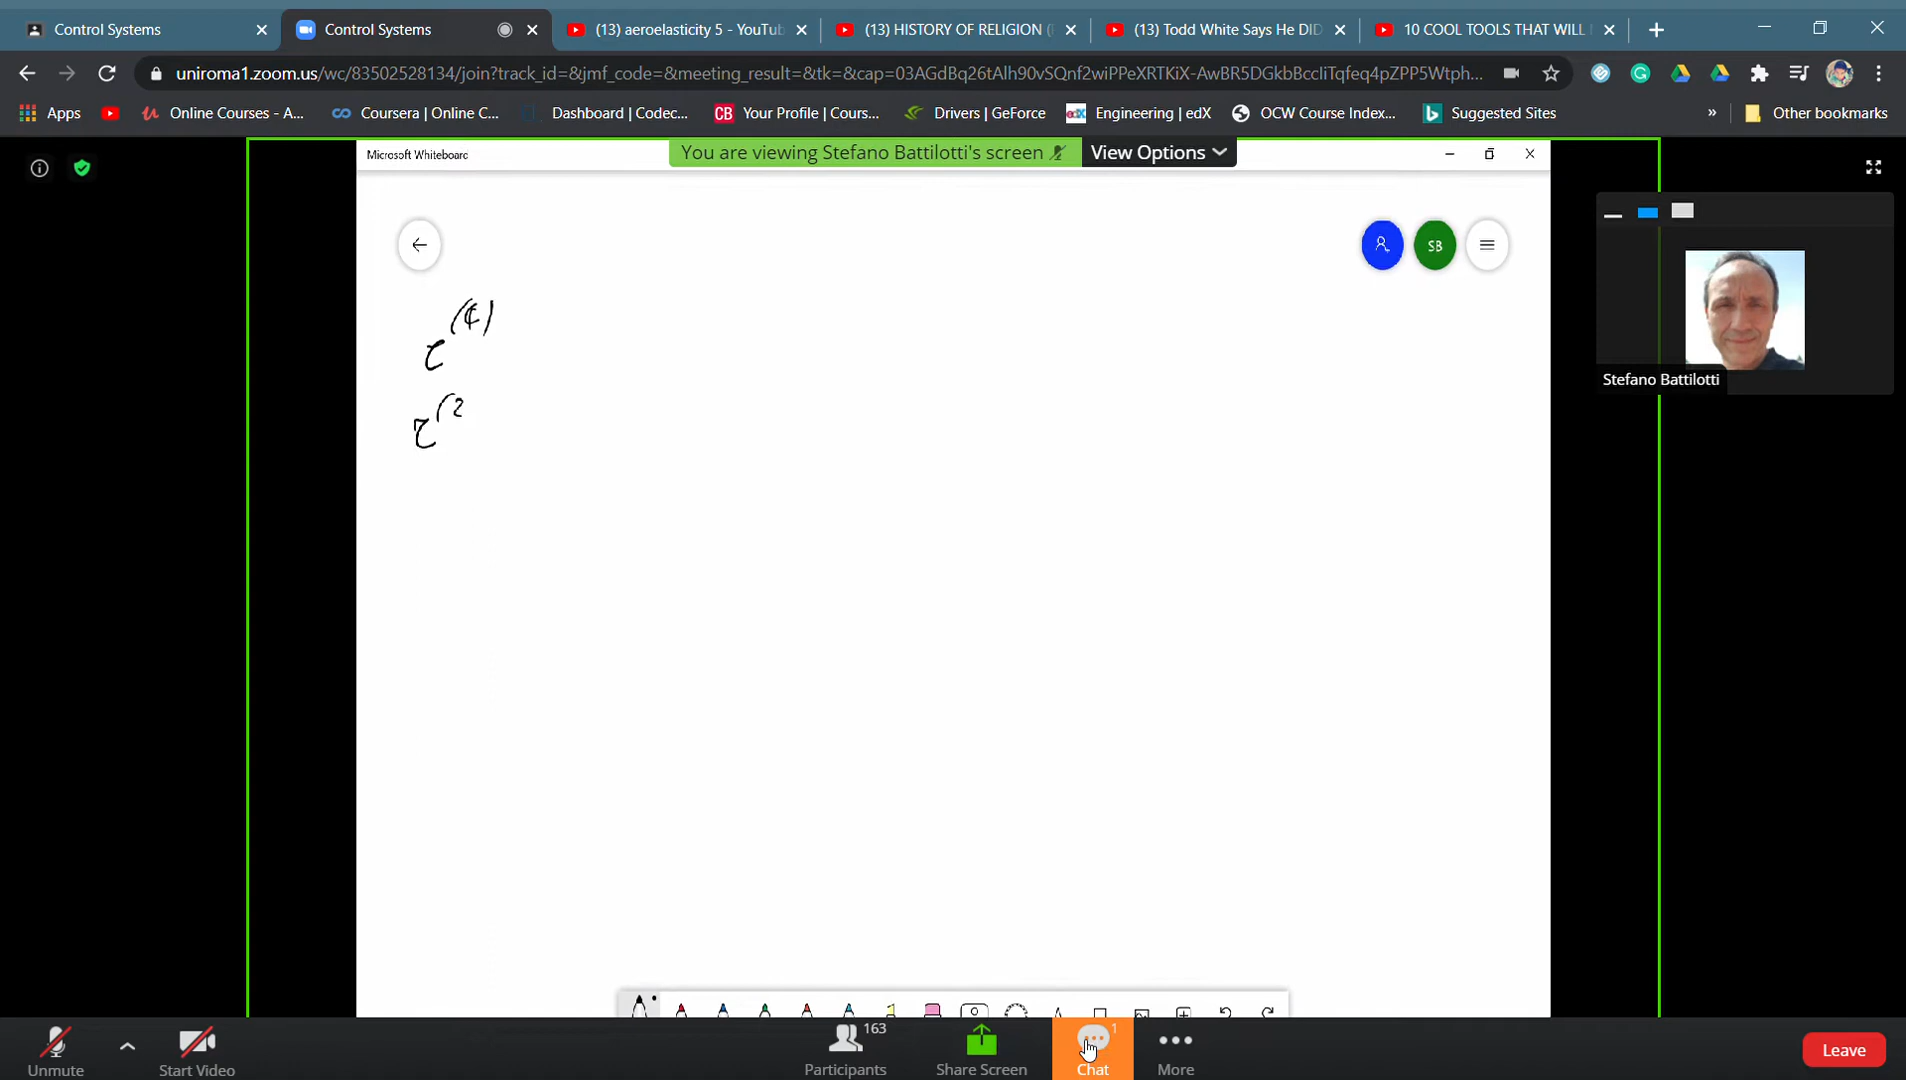 Control Systems
Control Systems
(13) aeroelasticity 5 - YouTub
(13) HISTORY OF RELIGION (
(13) Todd White Says He DID
10 COOL TOOLS THAT WILL
uniroma1.zoom.us/wc/83502528134/join?track_id=&jmf_code=&meeting_result=&tk=&cap=03AGdBq26tAlh90vSQnf2wiPPeXRTKiX-AwBR5DGkbBccIiTqfeq4pZPP5Wtph...
Apps
Online Courses - A...
Coursera | Online C...
Dashboard | Codec...
Your Profile | Cours...
Drivers | GeForce
Engineering | edX
OCW Course Index...
Suggested Sites
»
Other bookmarks
Microsoft Whiteboard
You are viewing Stefano Battilotti's screen
View Options
SB
Stefano Battilotti
Unmute
Start Video
163
Participants
Share Screen
1
Chat
More
Leave